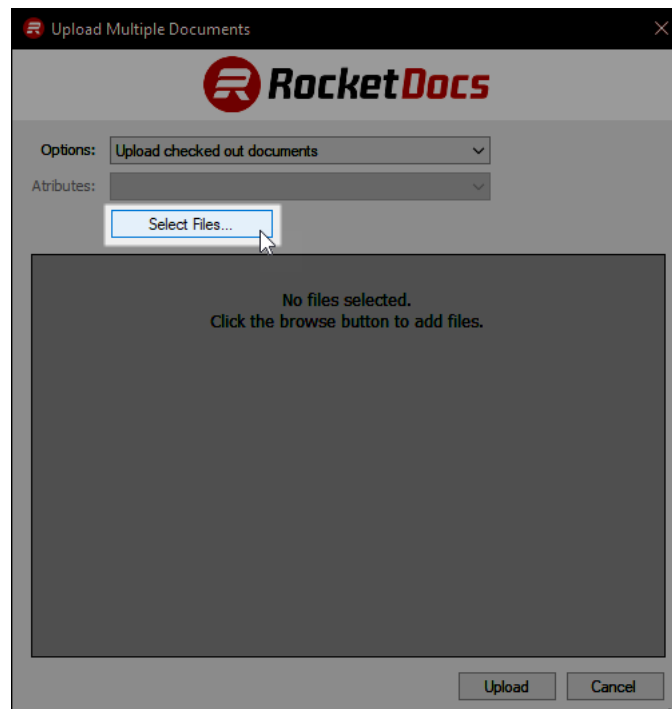 Upload Multiple Documents
RocketDocs
Options: Upload checked out documents
Atributes:
Select Files...
No files selected.
Click the browse button to add files.
Upload Cancel